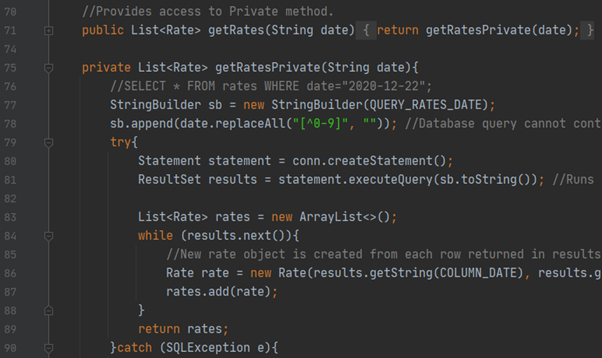 70 //Provides access to Private method.
71 public List<Rate> getRates(String date) { return getRatesPrivate(date); }
74
75 private List<Rate> getRatesPrivate(String date){
76 //SELECT * FROM rates WHERE date="2020-12-22";
77 StringBuilder sb = new StringBuilder(QUERY_RATES_DATE);
78 sb.append(date.replaceAll("[^0-9]", "")); //Database query cannot cont
79 try{
80 Statement statement = conn.createStatement();
81 ResultSet results = statement.executeQuery(sb.toString()); //Runs
82
83 List<Rate> rates = new ArrayList<>();
84 while (results.next()){
85 //New rate object is created from each row returned in results
86 Rate rate = new Rate(results.getString(COLUMN_DATE), results.g
87 rates.add(rate);
88 }
89 return rates;
90 }catch (SQLException e){